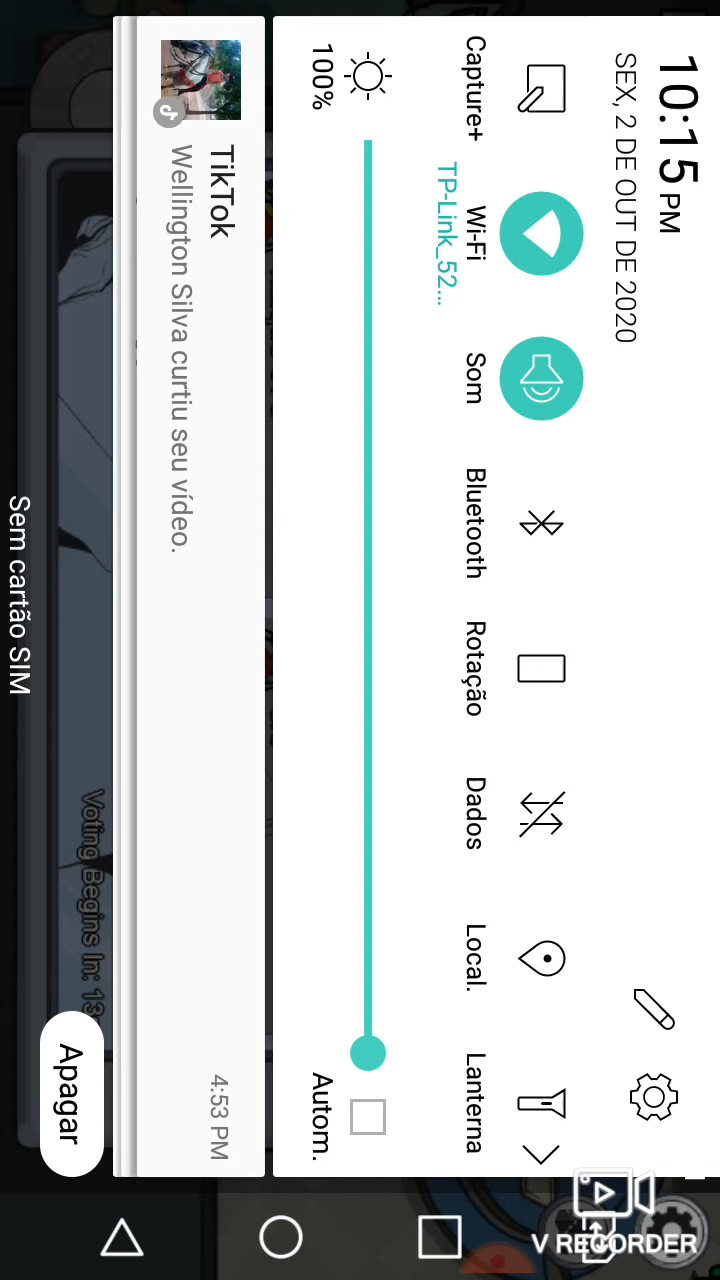 10:15 PM
SEX, 2 DE OUT DE 2020
Capture+
Wi-Fi
TP-Link_52...
Som
Bluetooth
Rotação
Dados
Local.
Lanterna
100%
Autom.
TikTok
4:53 PM
Wellington Silva curtiu seu vídeo.
Voting Begins In: 13s
Apagar
Sem cartão SIM
V RECORDER